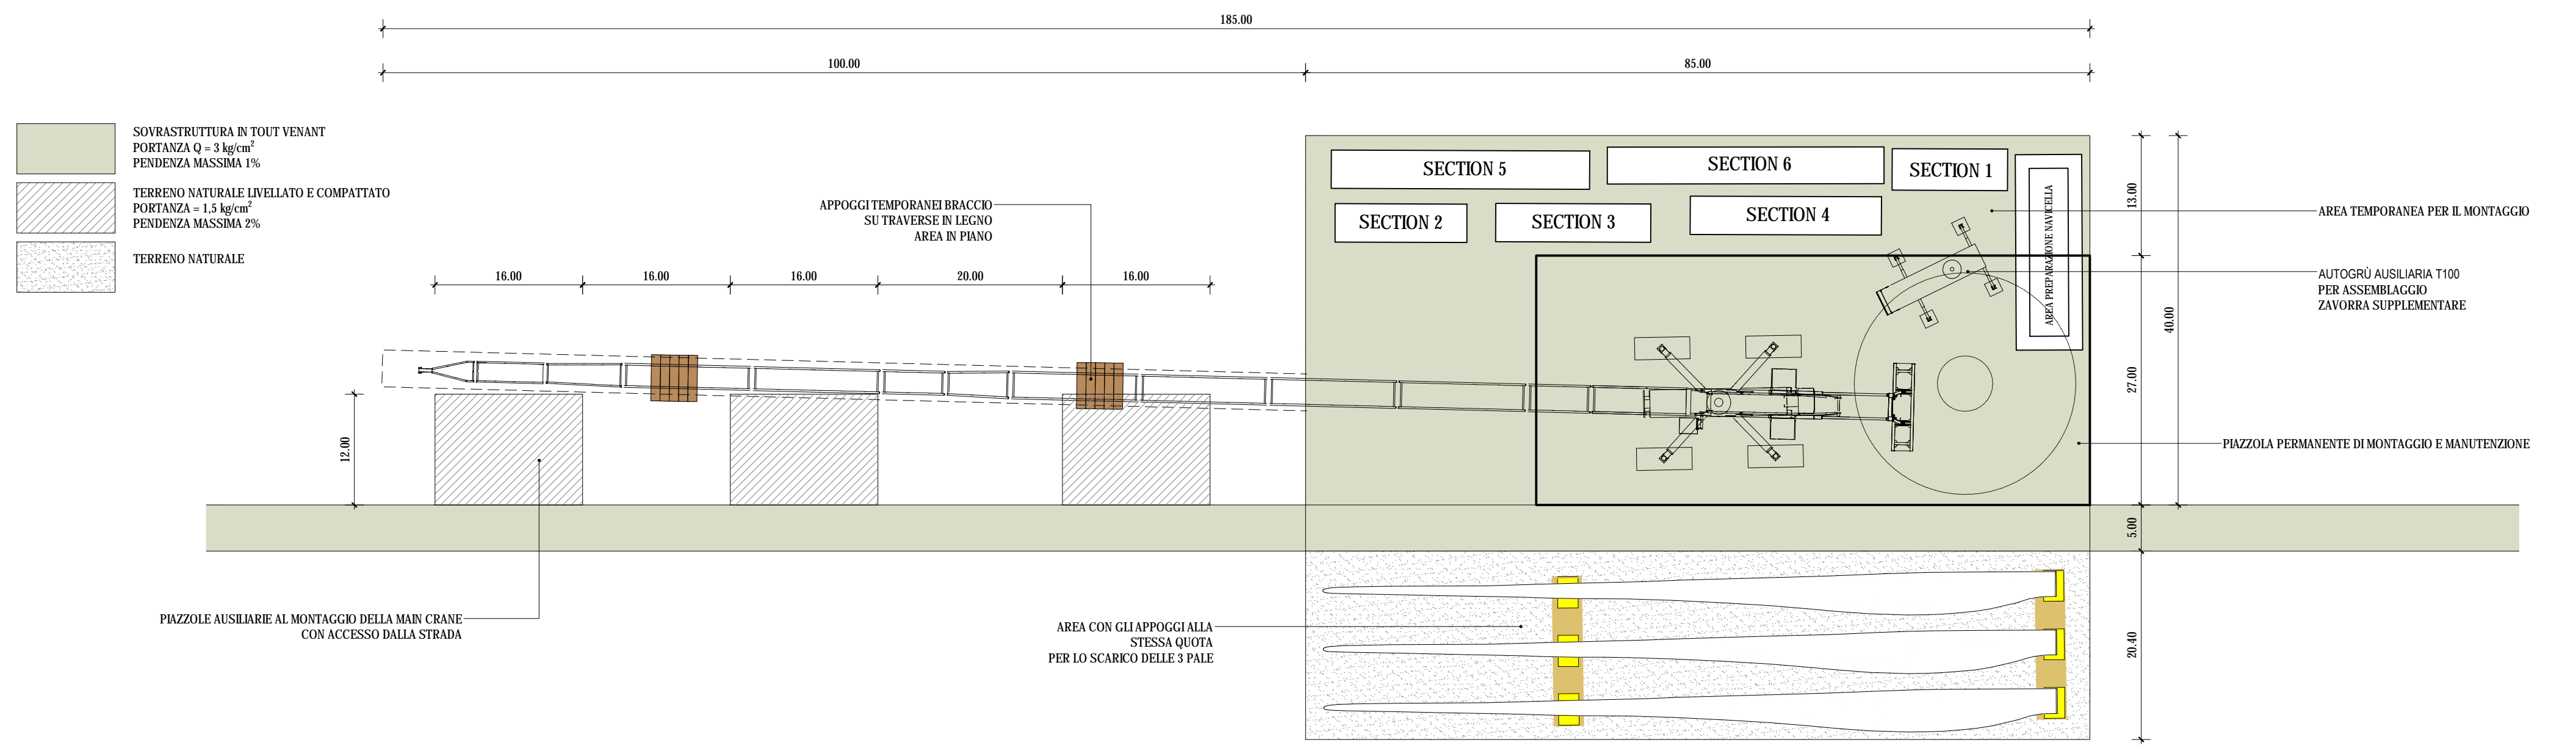 185.00
100.00
85.00
SOVRASTRUTTURA IN TOUT VENANT
PORTANZA Q = 3 kg/cm²
PENDENZA MASSIMA 1%
TERRENO NATURALE LIVELLATO E COMPATTATO
PORTANZA = 1,5 kg/cm²
PENDENZA MASSIMA 2%
TERRENO NATURALE
APPOGGI TEMPORANEI BRACCIO
SU TRAVERSE IN LEGNO
AREA IN PIANO
16.00
16.00
16.00
20.00
16.00
12.00
SECTION 5
SECTION 6
SECTION 1
SECTION 2
SECTION 3
SECTION 4
AREA PREPARAZIONE NAVICELLA
13.00
40.00
27.00
5.00
20.40
AREA TEMPORANEA PER IL MONTAGGIO
AUTOGRÙ AUSILIARIA T100
PER ASSEMBLAGGIO
ZAVORRA SUPPLEMENTARE
PIAZZOLA PERMANENTE DI MONTAGGIO E MANUTENZIONE
PIAZZOLE AUSILIARIE AL MONTAGGIO DELLA MAIN CRANE
CON ACCESSO DALLA STRADA
AREA CON GLI APPOGGI ALLA
STESSA QUOTA
PER LO SCARICO DELLE 3 PALE